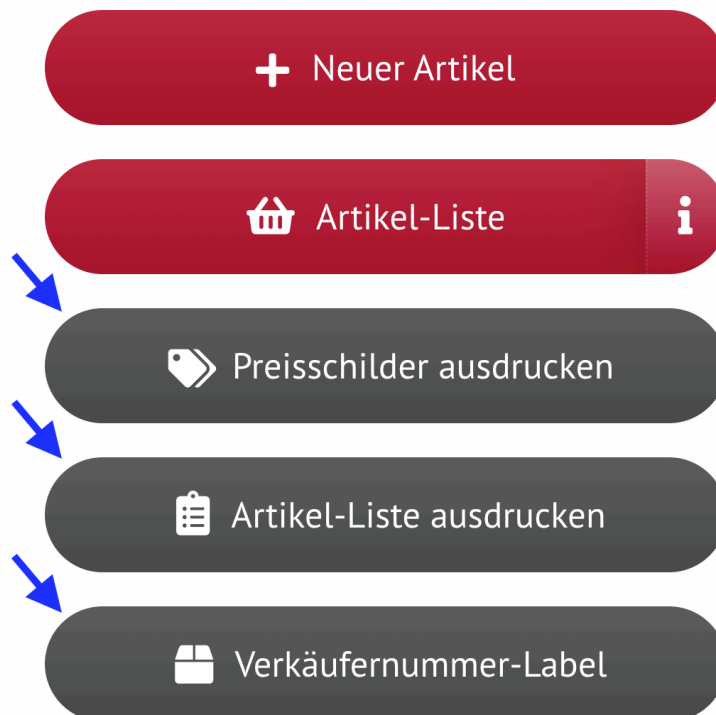 Neuer Artikel
Artikel-Liste
Preisschilder ausdrucken
Artikel-Liste ausdrucken
Verkäufernummer-Label